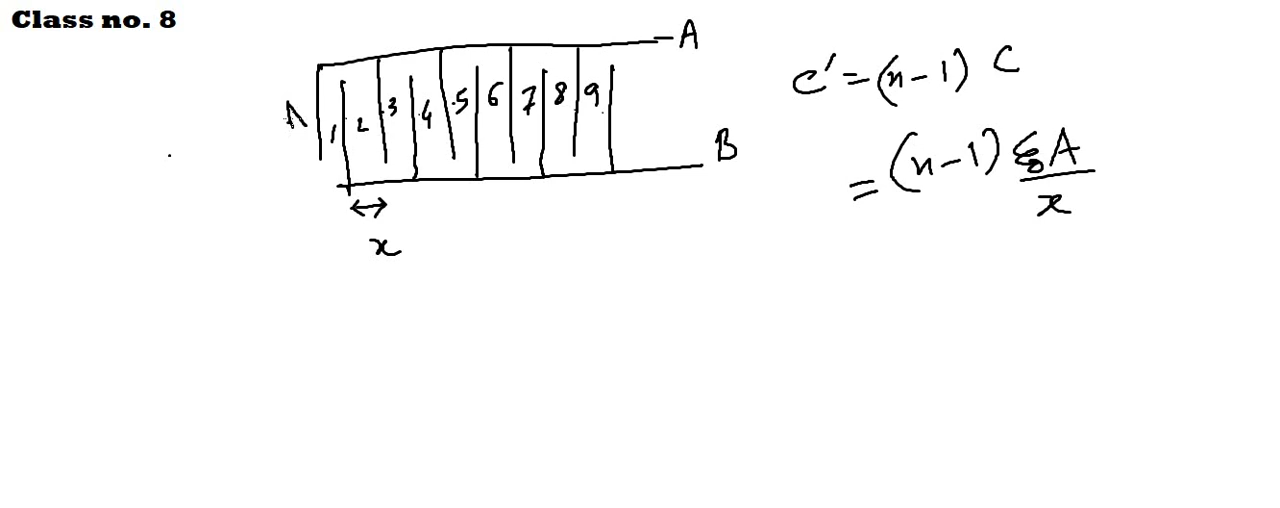 Class no. 8
A
A 1 2 3 4 5 6 7 8 9
B
x
c' = (n-1) C
= (n-1) ε₀A
x